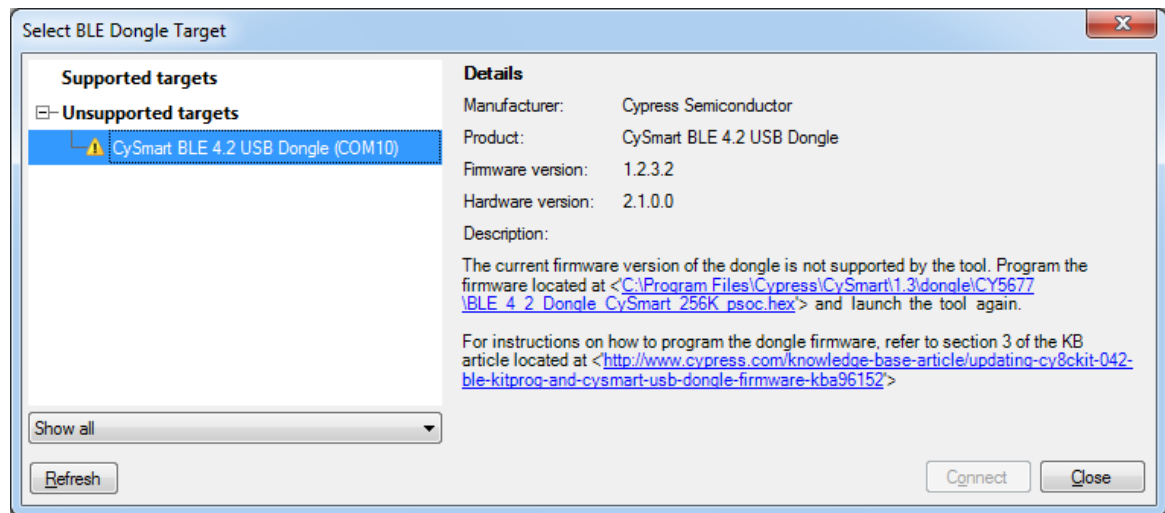 Select BLE Dongle Target
Supported targets
Unsupported targets
CySmart BLE 4.2 USB Dongle (COM10)
Show all
Refresh
Details
Manufacturer: Cypress Semiconductor
Product: CySmart BLE 4.2 USB Dongle
Firmware version: 1.2.3.2
Hardware version: 2.1.0.0
Description:
The current firmware version of the dongle is not supported by the tool. Program the
firmware located at <'C:\Program Files\Cypress\CySmart\1.3\dongle\CY5677
\BLE_4_2_Dongle_CySmart_256K_psoc.hex'> and launch the tool again.
For instructions on how to program the dongle firmware, refer to section 3 of the KB
article located at <'http://www.cypress.com/knowledge-base-article/updating-cy8ckit-042-
ble-kitprog-and-cysmart-usb-dongle-firmware-kba96152'>
Connect
Close